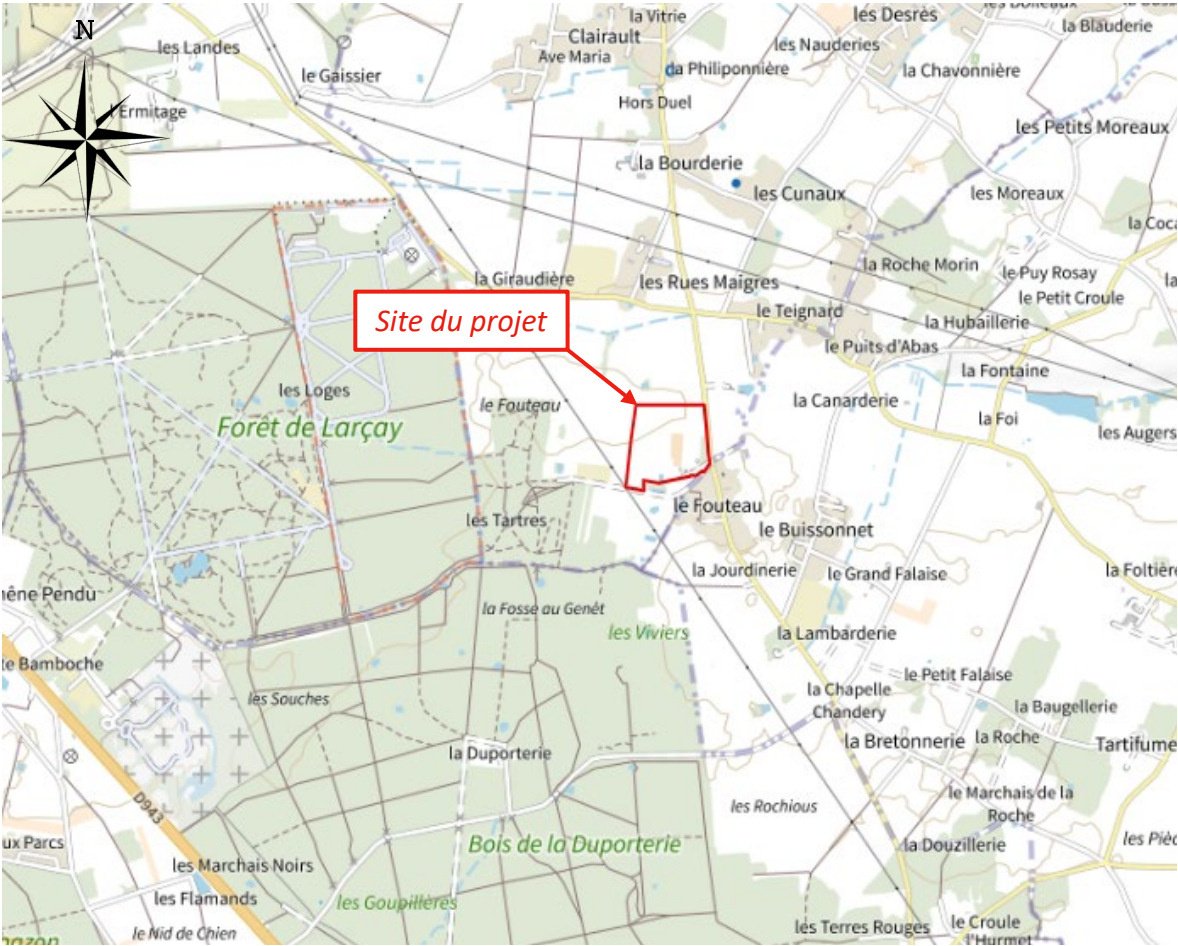 la Vitrie
les Desrès
la Blauderie
N
Clairault
les Landes
Ave Maria
les Nauderies
le Gaissier
la Philiponnière
la Chavonnière
Hors Duel
l'Ermitage
les Petits Moreaux
la Bourderie
les Cunaux
les Moreaux
la Coca
la Roche Morin
la Giraudière
les Rues Maigres
le Puy Rosay
la
le Petit Croule
Site du projet
le Teignard
la Hubaillerie
le Puits d'Abas
la Fontaine
les Loges
le Fouteau
la Canarderie
la Foi
Forêt de Larçay
les Augers
le Fouteau
les Tartres
le Buissonnet
la Jourdinerie
le Grand Falaise
la Foltière
hêne Pendu
la Fosse au Genêt
les Viviers
la Lambarderie
te Bamboche
le Petit Falaise
les Souches
la Chapelle
Chandery
la Baugellerie
la Duporterie
la Bretonnerie
la Roche
Tartifume
D943
le Marchais de la
Roche
les Rochious
ux Parcs
Bois de la Duporterie
la Douzillerie
les Pièc
les Marchais Noirs
les Flamands
les Goupillères
le Nid de Chien
les Terres Rouges
le Croule
l'Hurmet
mazon